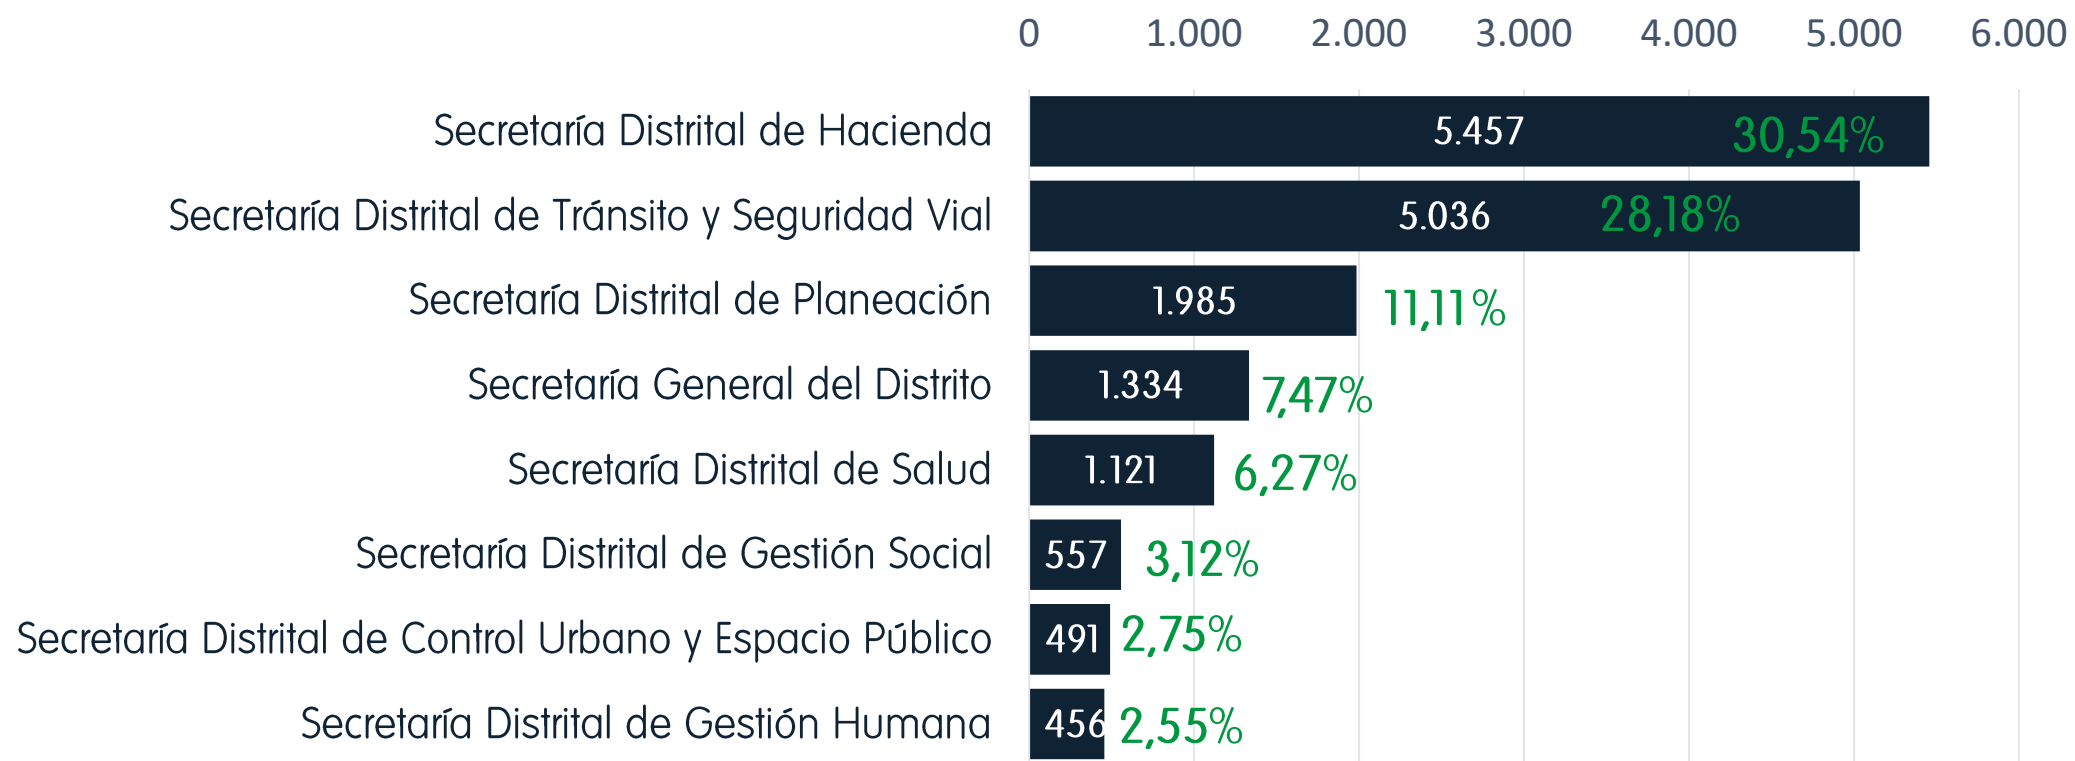 0 1.000 2.000 3.000 4.000 5.000 6.000
Secretaría Distrital de Hacienda 5.457 30,54%
Secretaría Distrital de Tránsito y Seguridad Vial 5.036 28,18%
Secretaría Distrital de Planeación 1.985 11,11%
Secretaría General del Distrito 1.334 7,47%
Secretaría Distrital de Salud 1.121 6,27%
Secretaría Distrital de Gestión Social 557 3,12%
Secretaría Distrital de Control Urbano y Espacio Público 491 2,75%
Secretaría Distrital de Gestión Humana 456 2,55%